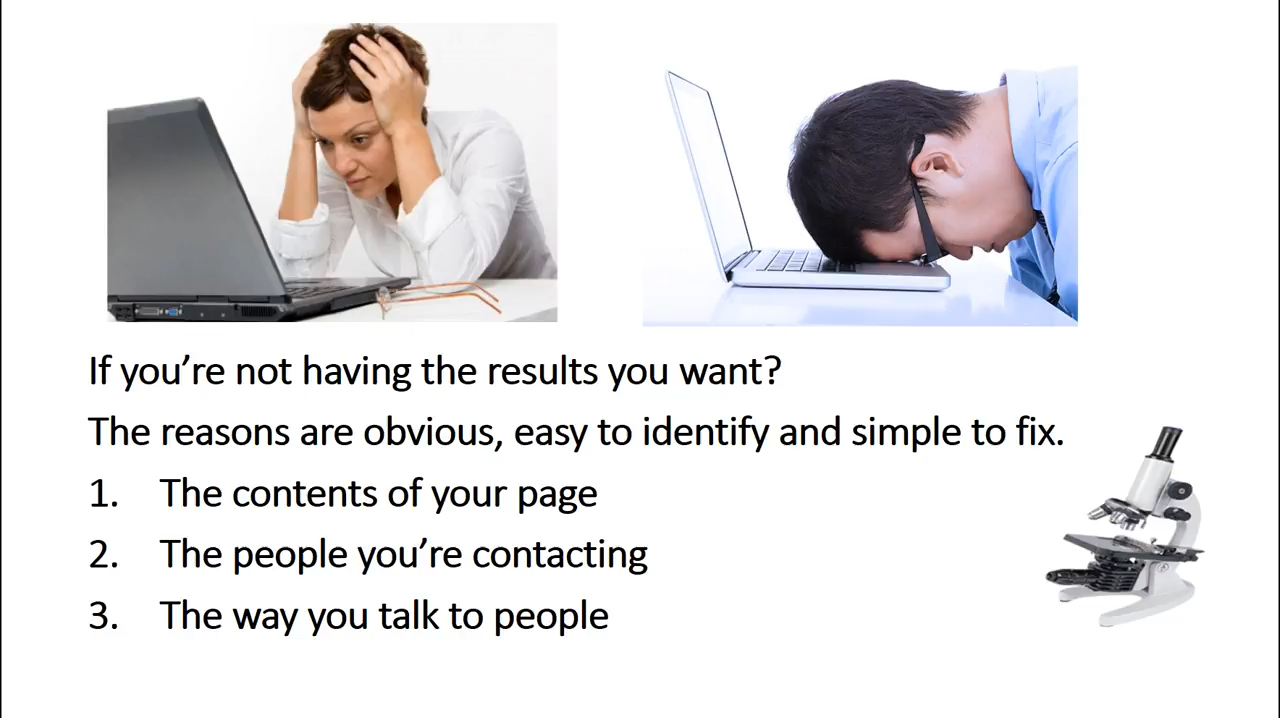 If you’re not having the results you want?
The reasons are obvious, easy to identify and simple to fix.
1. The contents of your page
2. The people you’re contacting
3. The way you talk to people